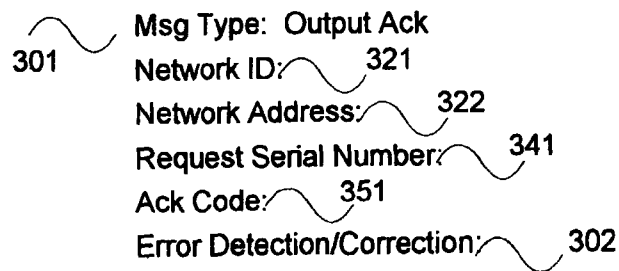 301 Msg Type: Output Ack
Network ID: 321
Network Address: 322
Request Serial Number: 341
Ack Code: 351
Error Detection/Correction: 302